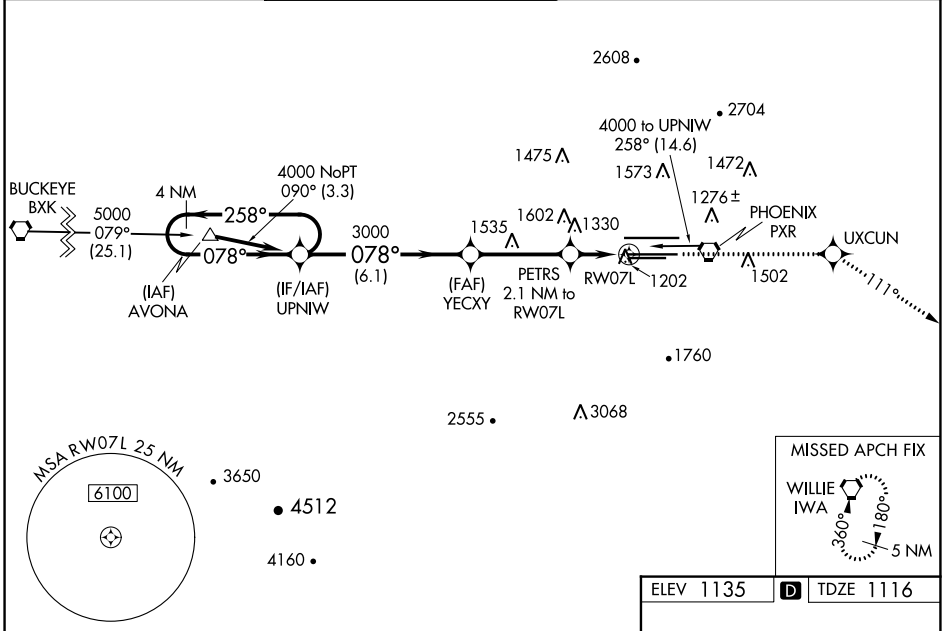 2608
2704
4000 to UPNIW
258° (14.6)
1475
1573
1472
4000 NoPT
090° (3.3)
1276±
BUCKEYE
BXK
4 NM
5000
079°
(25.1)
258°
078°
3000
078°
(6.1)
1535
1602
1330
PHOENIX
PXR
UXCUN
(IAF)
AVONA
(IF/IAF)
UPNIW
(FAF)
YECXY
PETRS
2.1 NM to
RW07L
RW07L
1202
1502
111°
1760
2555
3068
MSA RW07L 25 NM
6100
3650
4512
4160
MISSED APCH FIX
WILLIE
IWA
360°
180°
5 NM
ELEV 1135 D TDZE 1116